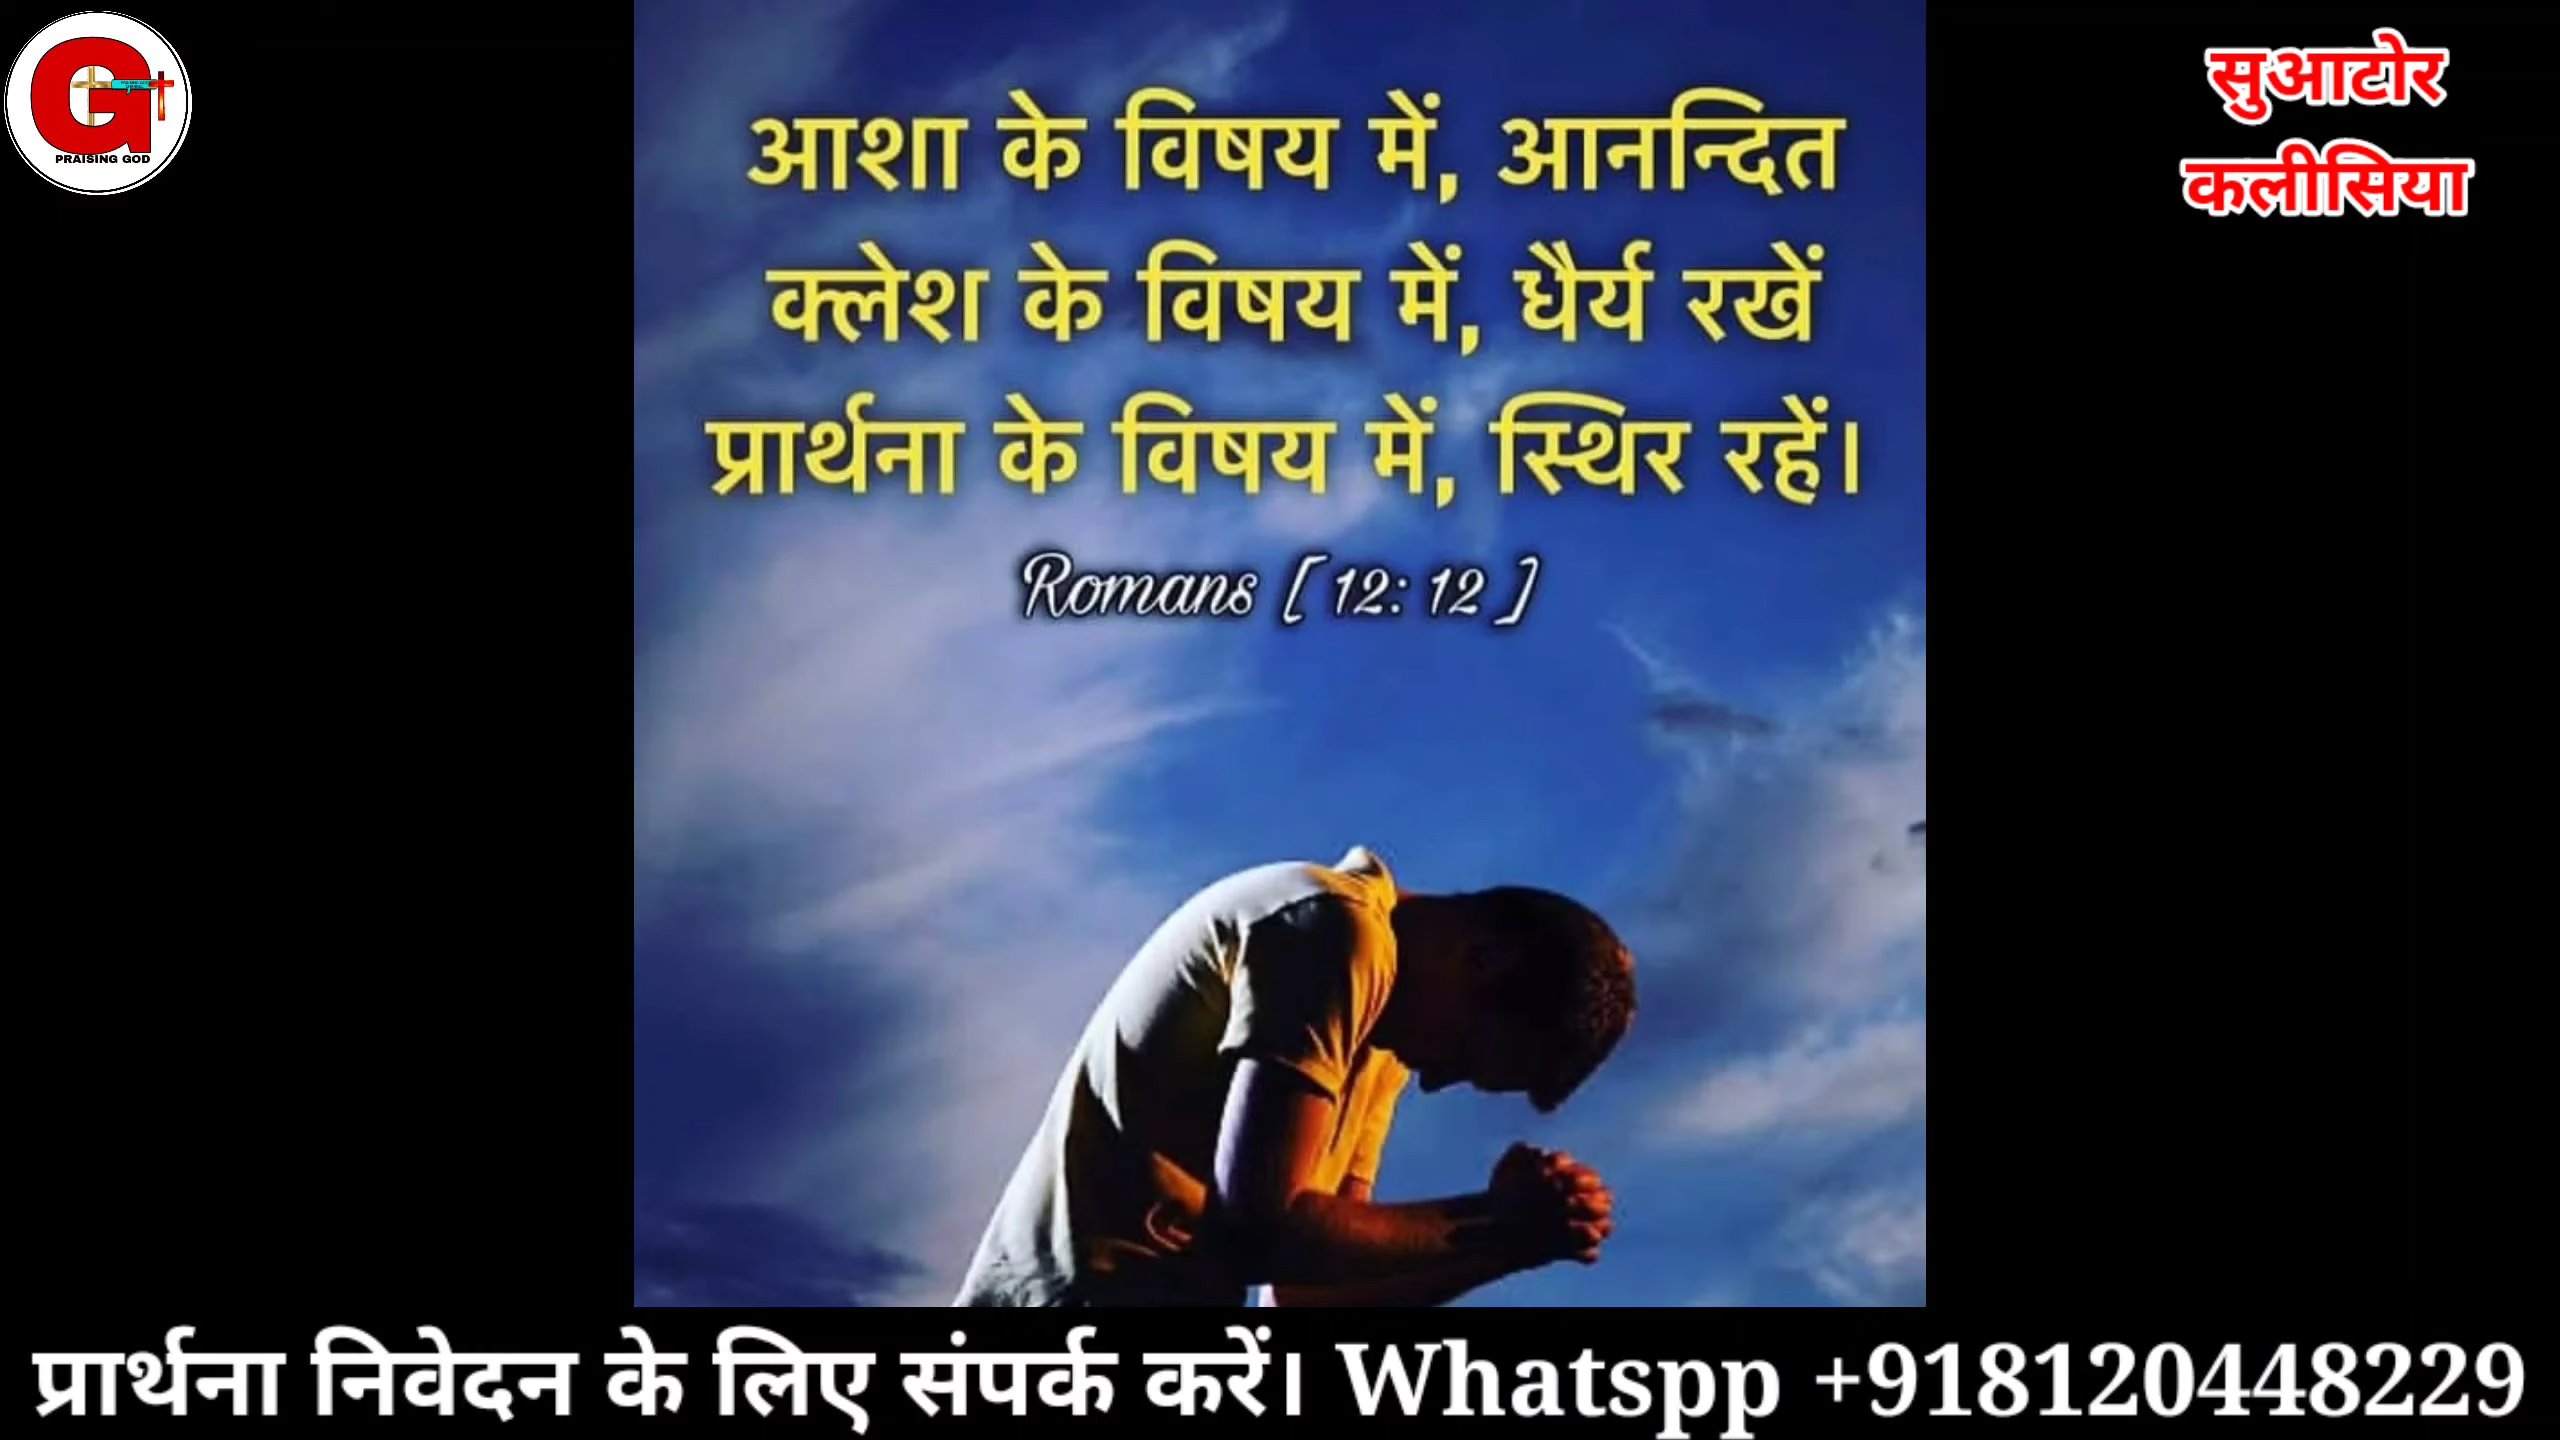 PRAISING GOD
सुआटोर
कलीसिया
आशा के विषय में, आनन्दित
क्लेश के विषय में, धैर्य रखें
प्रार्थना के विषय में, स्थिर रहें।
Romans [ 12: 12 ]
प्रार्थना निवेदन के लिए संपर्क करें। Whatspp +918120448229